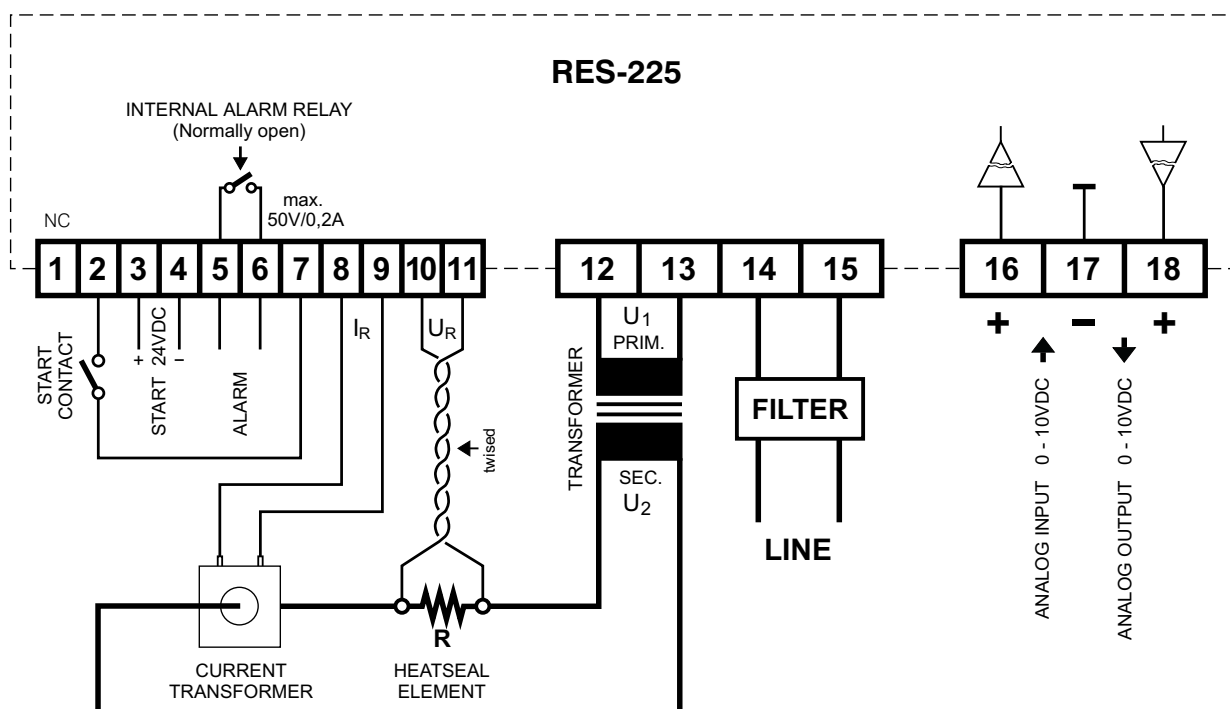 RES-225
INTERNAL ALARM RELAY
(Normally open)
max.
50V/0,2A
NC
1 2 3 4 5 6 7 8 9 10 11
12 13 14 15
16 17 18
+ − +
START
CONTACT
+ −
START 24VDC
ALARM
IR
UR
twised
U1
PRIM.
TRANSFORMER
SEC.
U2
FILTER
LINE
ANALOG INPUT 0 - 10VDC
ANALOG OUTPUT 0 - 10VDC
R
CURRENT
TRANSFORMER
HEATSEAL
ELEMENT